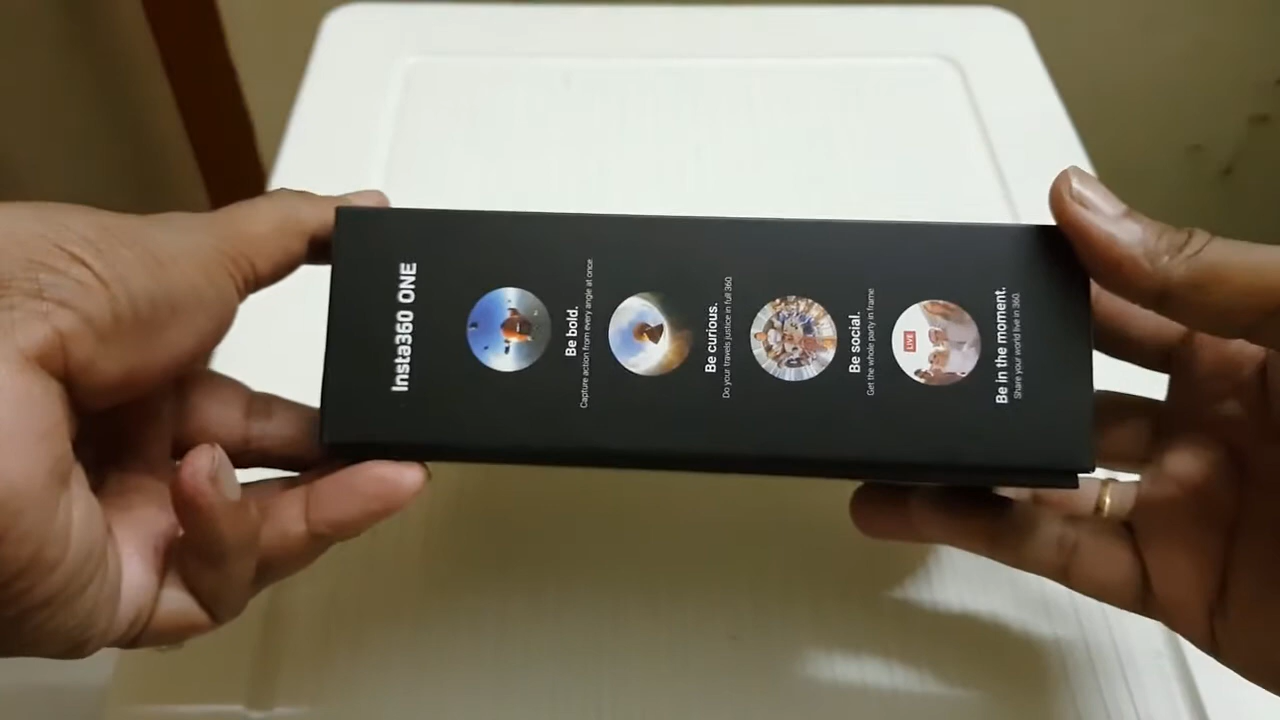 Insta360 ONE
Be bold.
Capture action from every angle at once.
Be curious.
Do your travels justice in full 360.
Be social.
Get the whole party in frame
LIVE
Be in the moment.
Share your world live in 360.